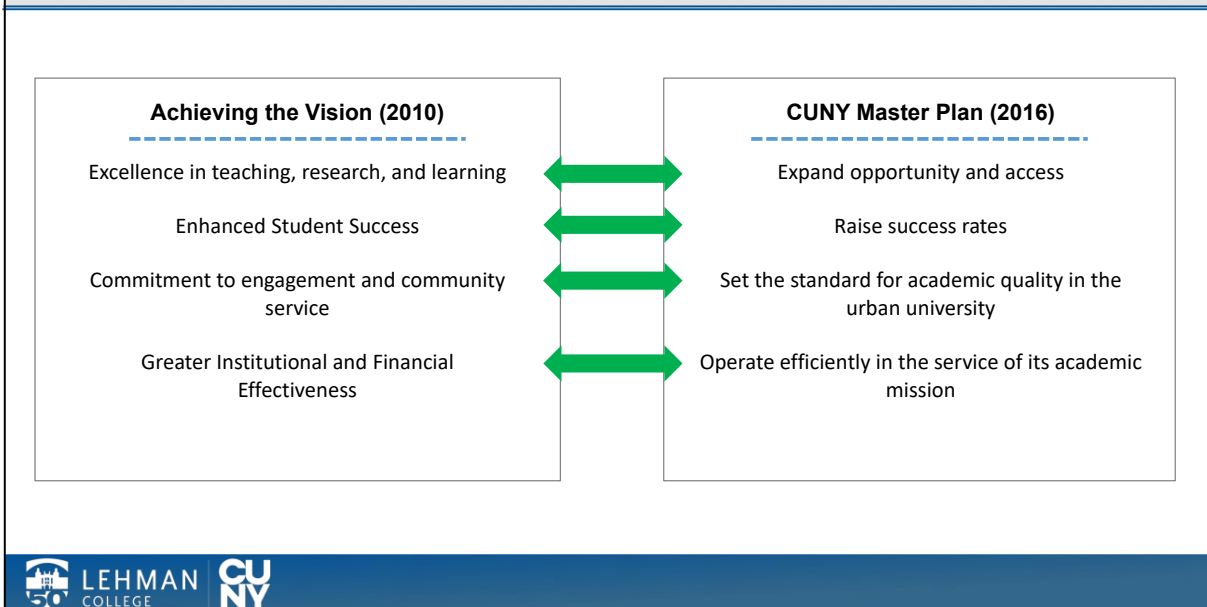 Achieving the Vision (2010)
Excellence in teaching, research, and learning
Enhanced Student Success
Commitment to engagement and community
service
Greater Institutional and Financial
Effectiveness
CUNY Master Plan (2016)
Expand opportunity and access
Raise success rates
Set the standard for academic quality in the
urban university
Operate efficiently in the service of its academic
mission
50
LEHMAN
COLLEGE
CU
NY